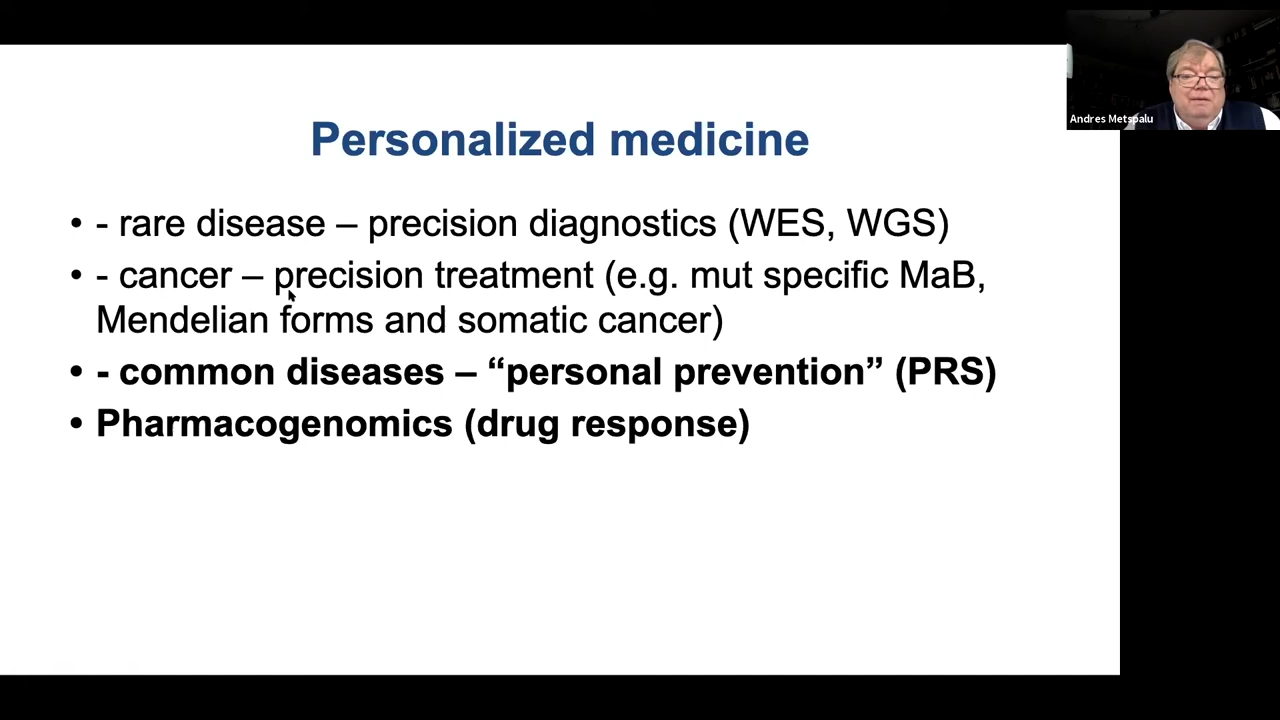 Personalized medicine
Andres Metspalu
• - rare disease – precision diagnostics (WES, WGS)
• - cancer – precision treatment (e.g. mut specific MaB,
Mendelian forms and somatic cancer)
• - common diseases – “personal prevention” (PRS)
• Pharmacogenomics (drug response)